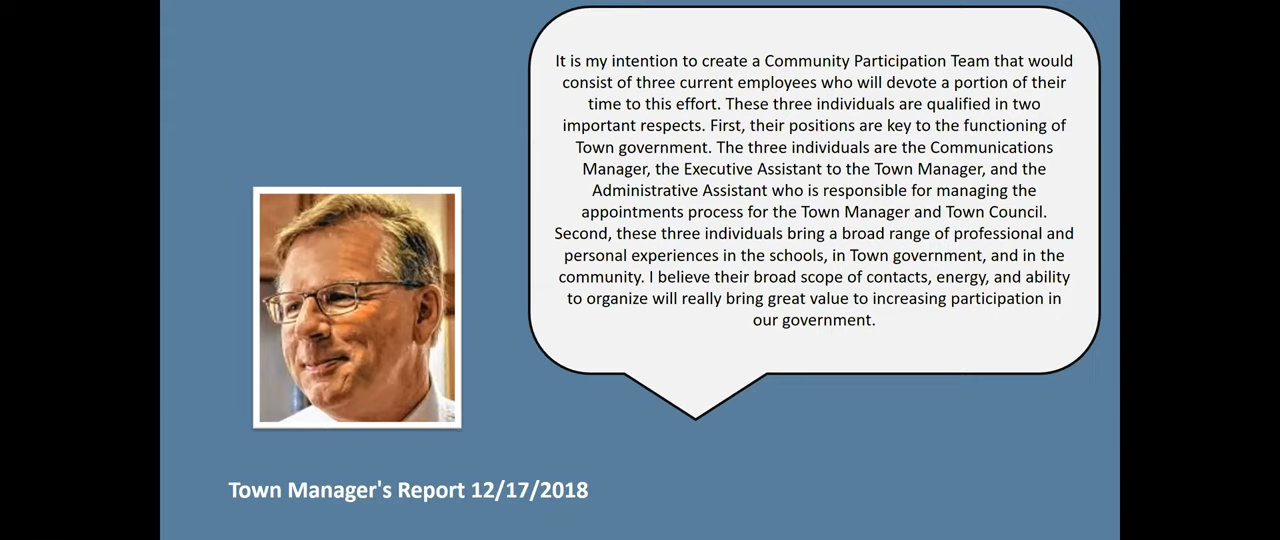 It is my intention to create a Community Participation Team that would
consist of three current employees who will devote a portion of their
time to this effort. These three individuals are qualified in two
important respects. First, their positions are key to the functioning of
Town government. The three individuals are the Communications
Manager, the Executive Assistant to the Town Manager, and the
Administrative Assistant who is responsible for managing the
appointments process for the Town Manager and Town Council.
Second, these three individuals bring a broad range of professional and
personal experiences in the schools, in Town government, and in the
community. I believe their broad scope of contacts, energy, and ability
to organize will really bring great value to increasing participation in
our government.
Town Manager's Report 12/17/2018